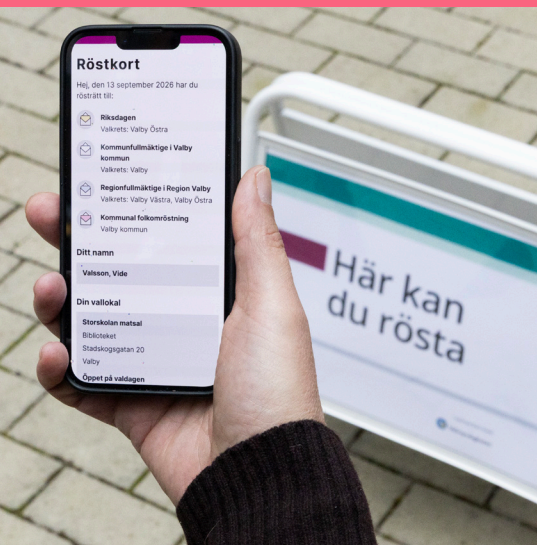 Röstkort
Hej, den 13 september 2026 har du
rösträtt till:
Riksdagen
Valkrets: Valby Östra
Kommunfullmäktige i Valby
kommun
Valkrets: Valby
Regionfullmäktige i Region Valby
Valkrets: Valby Västra, Valby Östra
Kommunal folkomröstning
Valby kommun
Ditt namn
Valsson, Vide
Din vallokal
Storskolan matsal
Biblioteket
Stadskogsgatan 20
Valby
Öppet på valdagen
Här kan
du rösta